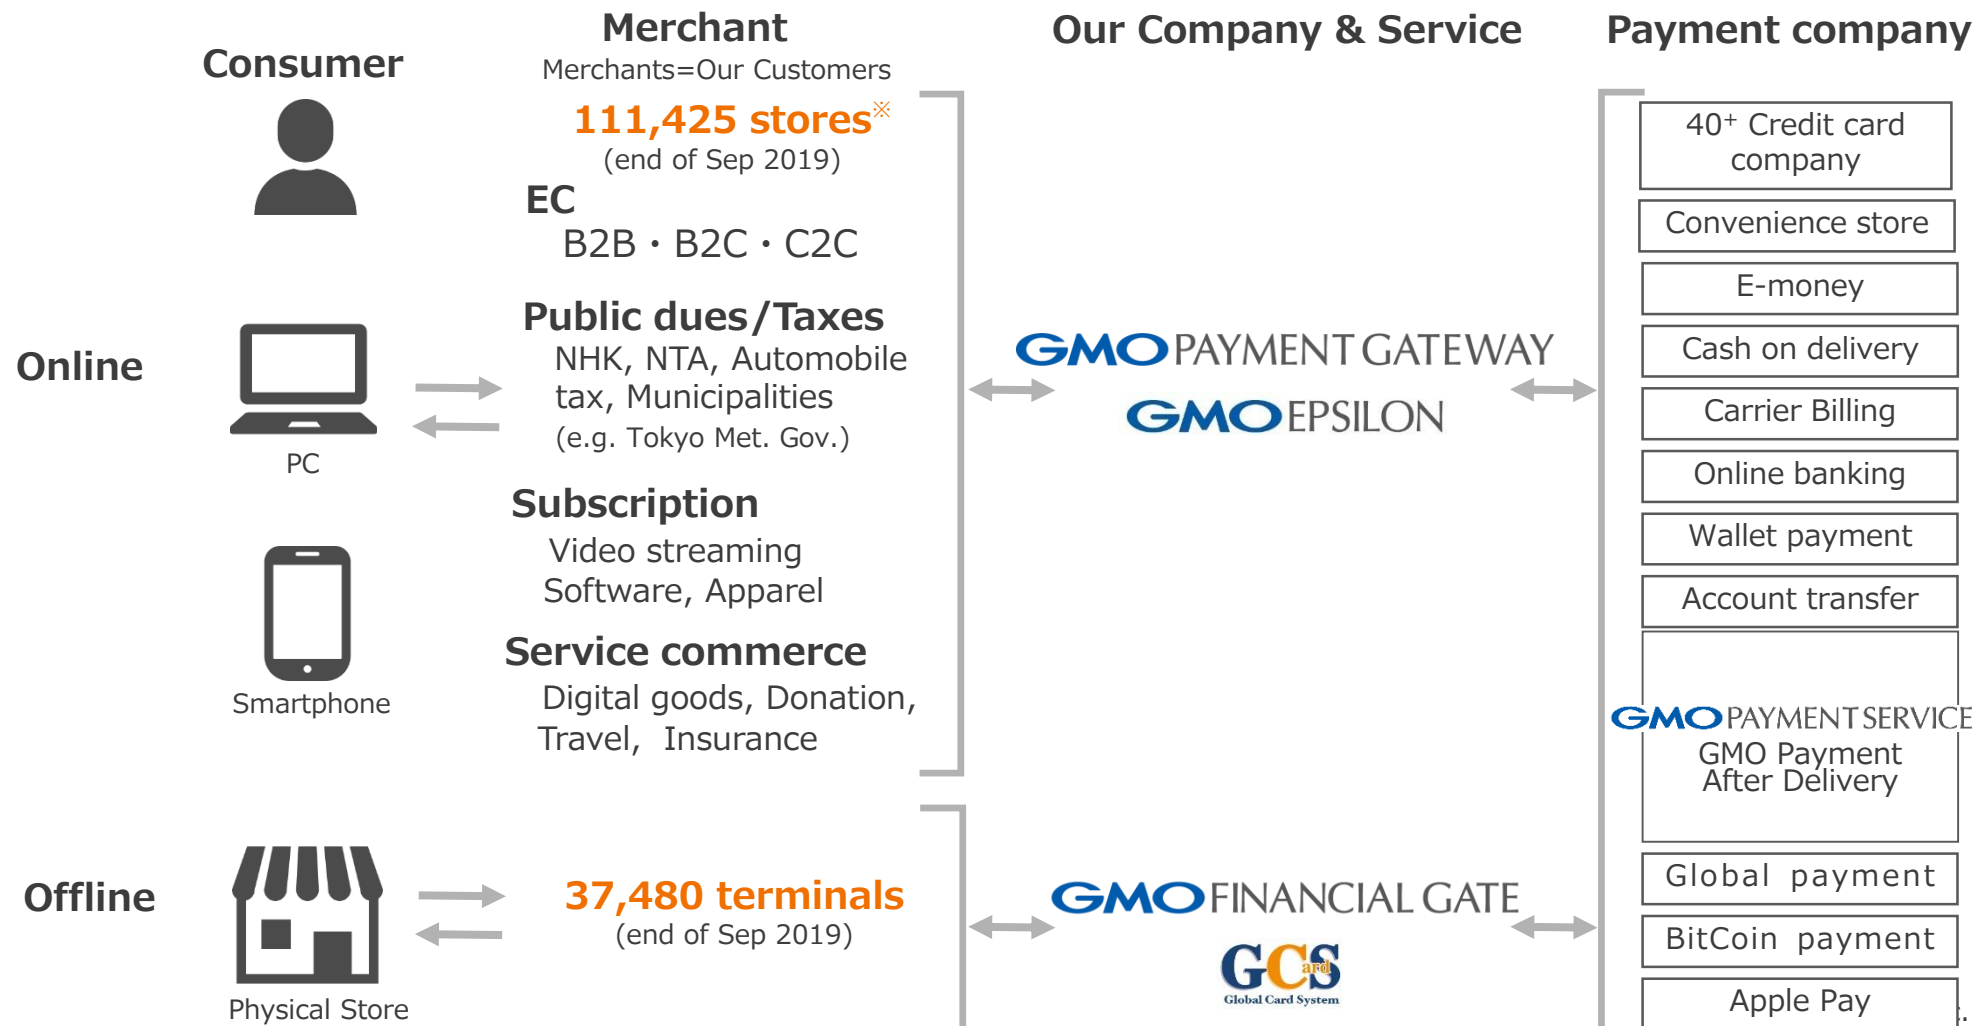 Consumer
Merchant
Merchants=Our Customers
Our Company & Service
Payment company
111,425 stores※
(end of Sep 2019)
EC
B2B・B2C・C2C
Online
PC
Public dues/Taxes
NHK, NTA, Automobile
tax, Municipalities
(e.g. Tokyo Met. Gov.)
Subscription
Video streaming
Software, Apparel
Smartphone
Service commerce
Digital goods, Donation,
Travel, Insurance
GMO PAYMENT GATEWAY
GMO EPSILON
Offline
Physical Store
37,480 terminals
(end of Sep 2019)
GMO FINANCIAL GATE
GCardS
Global Card System
40+ Credit card
company
Convenience store
E-money
Cash on delivery
Carrier Billing
Online banking
Wallet payment
Account transfer
GMO PAYMENT SERVICE
GMO Payment
After Delivery
Global payment
BitCoin payment
Apple Pay